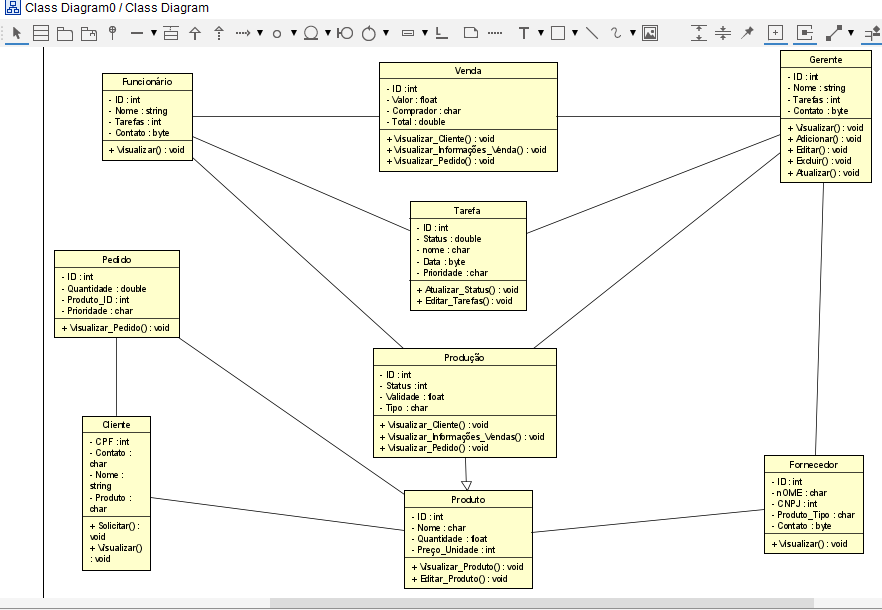 Class Diagram0 / Class Diagram
T
Funcionário
- ID : int
- Nome : string
- Tarefas : int
- Contato : byte
+ Visualizar() : void
Venda
- ID : int
- Valor : float
- Comprador : char
- Total : double
+ Visualizar_Cliente() : void
+ Visualizar_Informações_Venda() : void
+ Visualizar_Pedido() : void
Gerente
- ID : int
- Nome : string
- Tarefas : int
- Contato : byte
+ Visualizar() : void
+ Adicionar() : void
+ Editar() : void
+ Excluir() : void
+ Atualizar() : void
Tarefa
- ID : int
- Status : double
- nome : char
- Data : byte
- Prioridade : char
+ Atualizar_Status() : void
+ Editar_Tarefas() : void
Pedido
- ID : int
- Quantidade : double
- Produto_ID : int
- Prioridade : char
+ Visualizar_Pedido() : void
Produção
- ID : int
- Status : int
- Validade : float
- Tipo : char
+ Visualizar_Cliente() : void
+ Visualizar_Informações_Vendas() : void
+ Visualizar_Pedido() : void
Cliente
- CPF : int
- Contato :
char
- Nome :
string
- Produto :
char
+ Solicitar() :
void
+ Visualizar()
: void
Produto
- ID : int
- Nome : char
- Quantidade : float
- Preço_Unidade : int
+ Visualizar_Produto() : void
+ Editar_Produto() : void
Fornecedor
- ID : int
- nOME : char
- CNPJ : int
- Produto_Tipo : char
- Contato : byte
+ Visualizar() : void